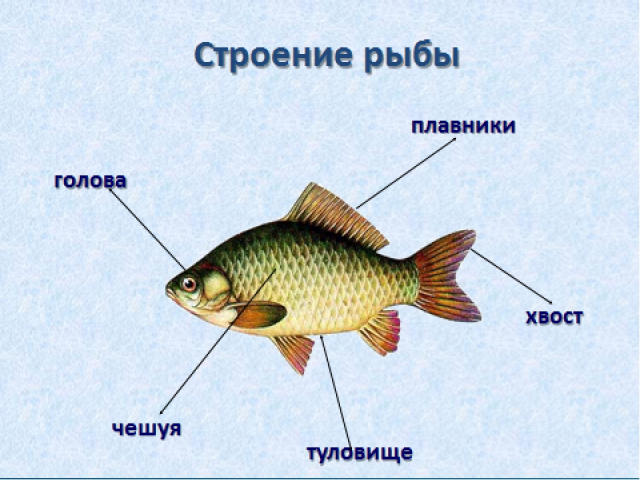 Строение рыбы
плавники
голова
хвост
чешуя
туловище